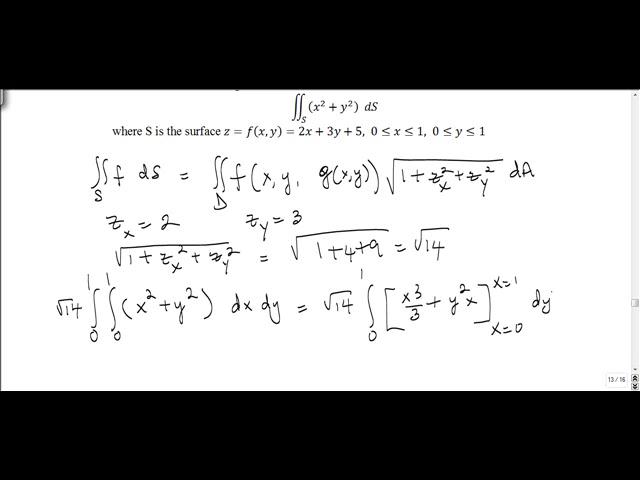 ∬_S (x² + y²) dS
where S is the surface z = f(x, y) = 2x + 3y + 5, 0 ≤ x ≤ 1, 0 ≤ y ≤ 1
∬_S f dS = ∬_D f(x, y, g(x,y)) √(1 + z_x² + z_y²) dA
z_x = 2 z_y = 3
√(1 + z_x² + z_y²) = √(1+4+9) = √14
√14 ∫₀¹ ∫₀¹ (x² + y²) dx dy = √14 ∫₀¹ [x³/3 + y²x]_{x=0}^{x=1} dy
13 / 16